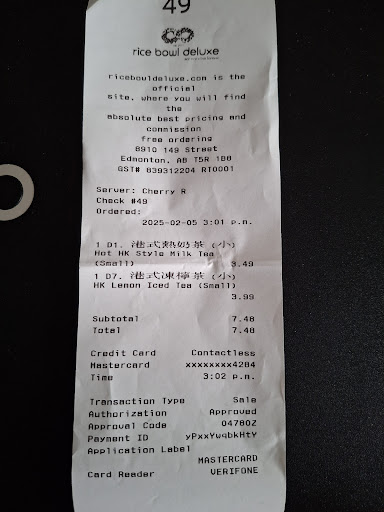 49
rice bowl deluxe
ricebowldeluxe.com is the
official
site, where you will find
the
absolute best pricing and
commission
free ordering
8910 149 Street
Edmonton, AB T5R 1B8
GST# 839312204 RT0001
Server: Cherry R
Check #49
Ordered:
2025-02-05 3:01 p.m.
1 D1. 港式熱奶茶 (小)
Hot HK Style Milk Tea
(Small) 3.49
1 D7. 港式凍檸茶 (小)
HK Lemon Iced Tea (Small)
3.99
Subtotal 7.48
Total 7.48
Credit Card Contactless
Mastercard xxxxxxxx4284
Time 3:02 p.m.
Transaction Type Sale
Authorization Approved
Approval Code 04780Z
Payment ID yPxxYwqbkHtY
Application Label
MASTERCARD
Card Reader VERIFONE